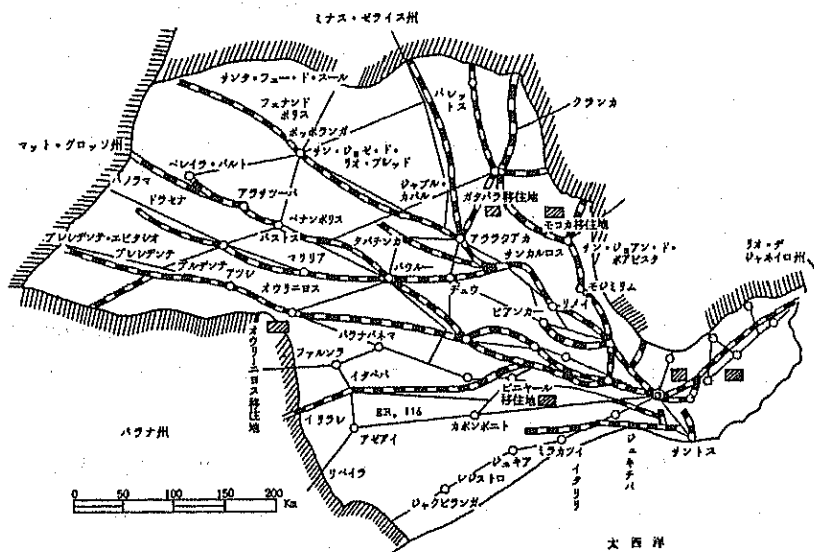 ミナス・ゼライス州
サンタ・フェー・ド・スール
フェナンド
ポリス
ポッポランガ
バレットス
クランカ
マット・グロッソ州
サン・ジョゼ・ド・
リオ・プレッド
ペレイラ・バルト
パノラマ
ドラセナ
アラサツーバ
ジャブル・
カバル
ガタパラ移住地
モコカ移住地
ペナンポリス
アララクアカ
サン・ジョアン・ド・
ボアビスタ
リオ・デ
ジャネイロ州
プレシデンテ・エピタシオ
プレシデンテ
プルデンテ
バストス
タバチンカ
サンカルロス
アツシ
マリリア
バウルー
モジミリム
オウリニロス
ヂュウ
リメイ
ピアンカー
パラナパネマ
オウリーニロス移住地
ファルンラ
イタペバ
ピニヤール
移住地
イリラレ
BR. 116
カポンボニト
アゼアイ
パラナ州
リベイラ
ジュキア
ミラカツイ
イタリリ
ジュキチバ
サントス
レジストロ
ジャクピランガ
0 50 100 150 200
Km
太西洋